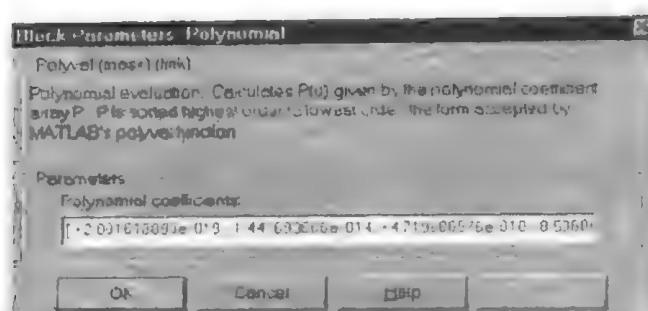 Block Parameters: Polynomial
Polyval (mask) (link)
Polynomial evaluation. Calculates P(u) given by the polynomial coefficient
array P. P is sorted highest order to lowest order, the form accepted by
MATLAB's polyval function.
Parameters
Polynomial coefficients:
OK Cancel Help